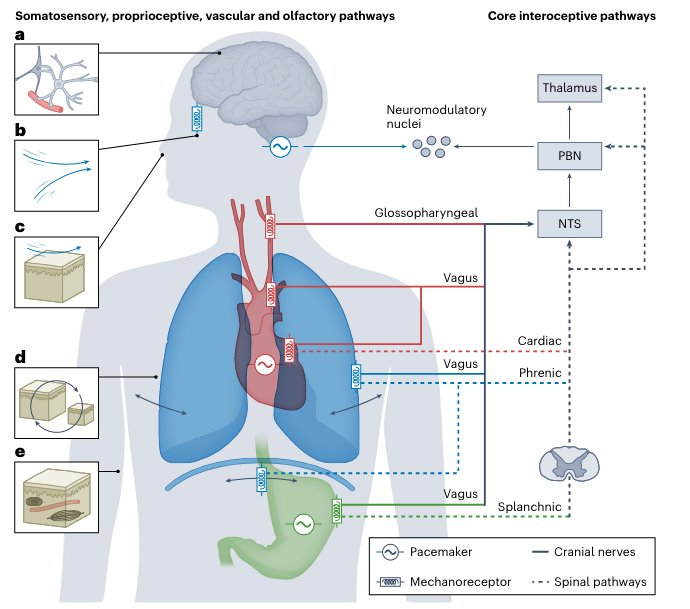 Somatosensory, proprioceptive, vascular and olfactory pathways
Core interoceptive pathways
a
b
c
d
e
Thalamus
Neuromodulatory
nuclei
PBN
Glossopharyngeal
NTS
Vagus
Cardiac
Vagus
Phrenic
Vagus
Splanchnic
Pacemaker
Cranial nerves
Mechanoreceptor
Spinal pathways